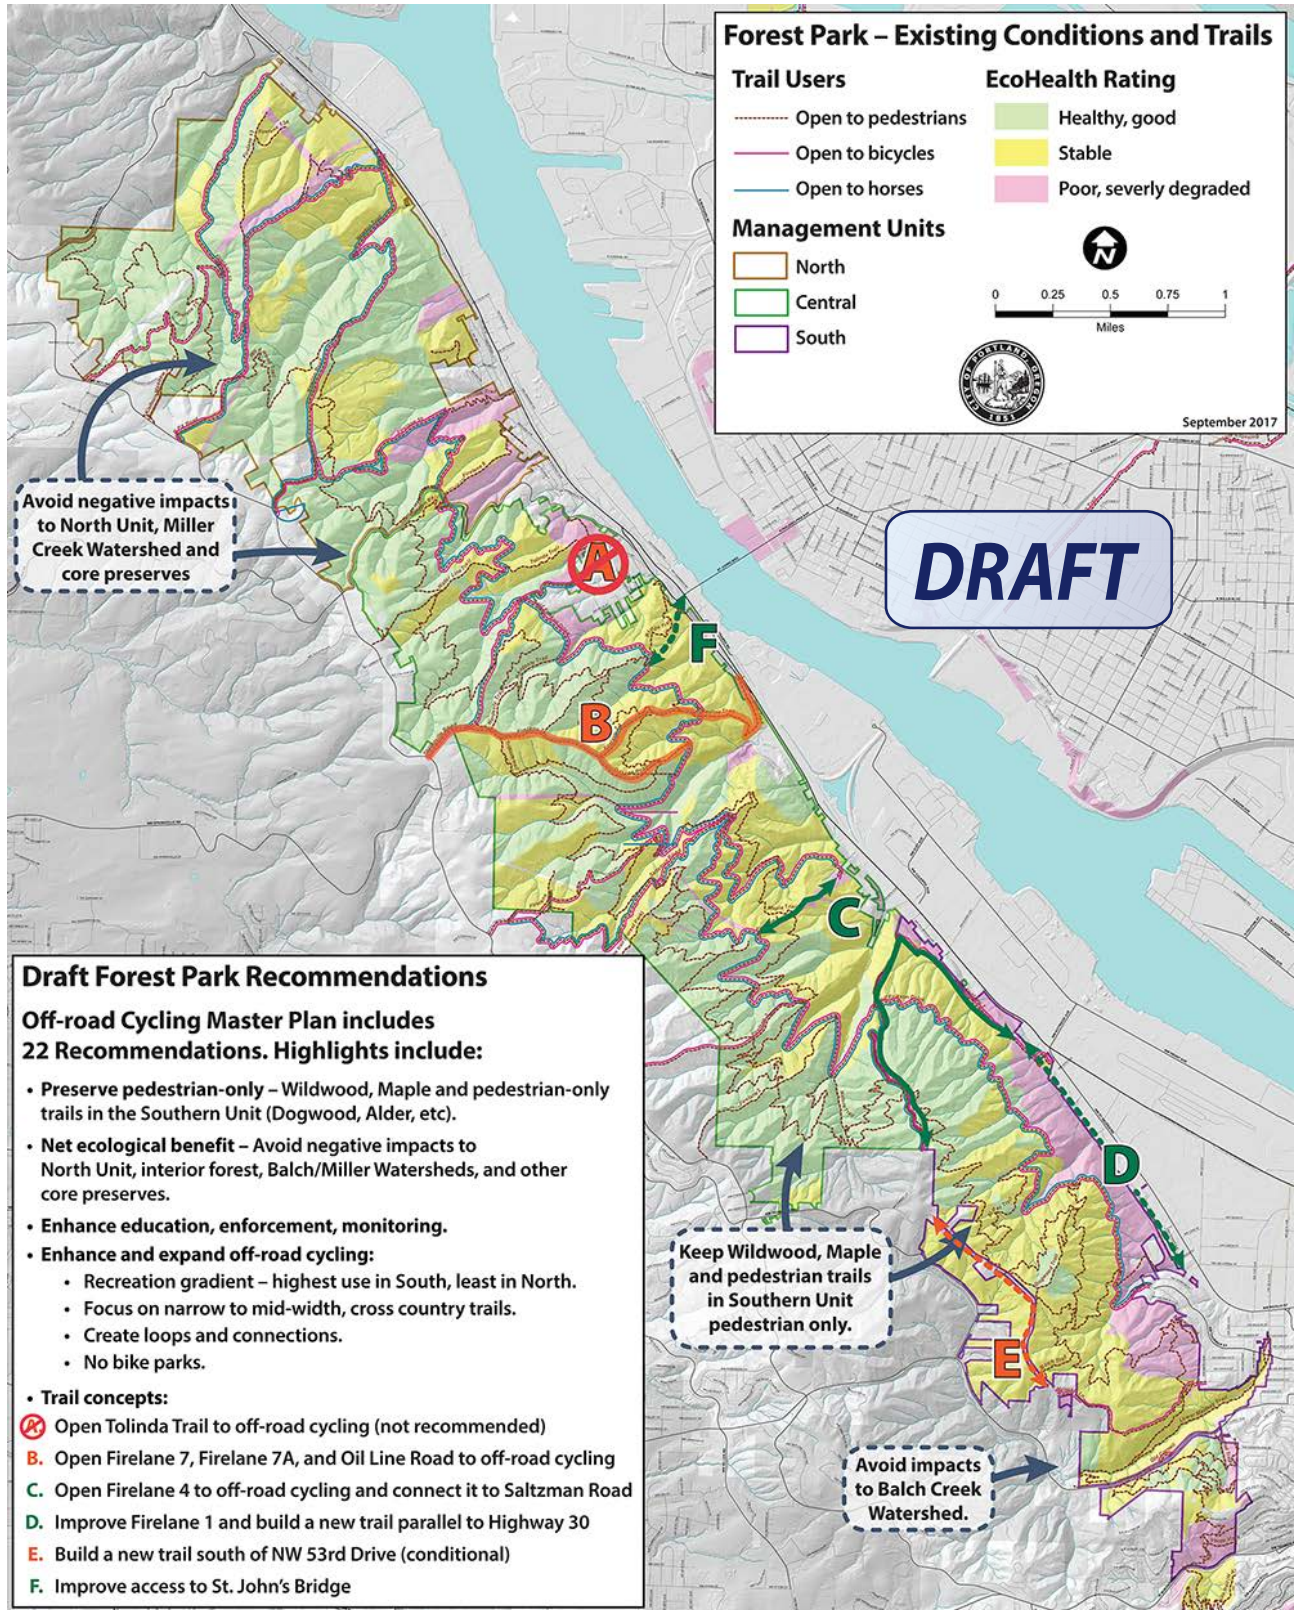 Forest Park – Existing Conditions and Trails
Trail Users
Open to pedestrians
Open to bicycles
Open to horses
Management Units
North
Central
South
EcoHealth Rating
Healthy, good
Stable
Poor, severly degraded
N
0 0.25 0.5 0.75 1
Miles
CITY OF PORTLAND, OREGON
1851
September 2017
DRAFT
Avoid negative impacts
to North Unit, Miller
Creek Watershed and
core preserves
A
F
B
C
D
E
Keep Wildwood, Maple
and pedestrian trails
in Southern Unit
pedestrian only.
Avoid impacts
to Balch Creek
Watershed.
Draft Forest Park Recommendations
Off-road Cycling Master Plan includes
22 Recommendations. Highlights include:
• Preserve pedestrian-only – Wildwood, Maple and pedestrian-only
trails in the Southern Unit (Dogwood, Alder, etc).
• Net ecological benefit – Avoid negative impacts to
North Unit, interior forest, Balch/Miller Watersheds, and other
core preserves.
• Enhance education, enforcement, monitoring.
• Enhance and expand off-road cycling:
• Recreation gradient – highest use in South, least in North.
• Focus on narrow to mid-width, cross country trails.
• Create loops and connections.
• No bike parks.
• Trail concepts:
A. Open Tolinda Trail to off-road cycling (not recommended)
B. Open Firelane 7, Firelane 7A, and Oil Line Road to off-road cycling
C. Open Firelane 4 to off-road cycling and connect it to Saltzman Road
D. Improve Firelane 1 and build a new trail parallel to Highway 30
E. Build a new trail south of NW 53rd Drive (conditional)
F. Improve access to St. John's Bridge